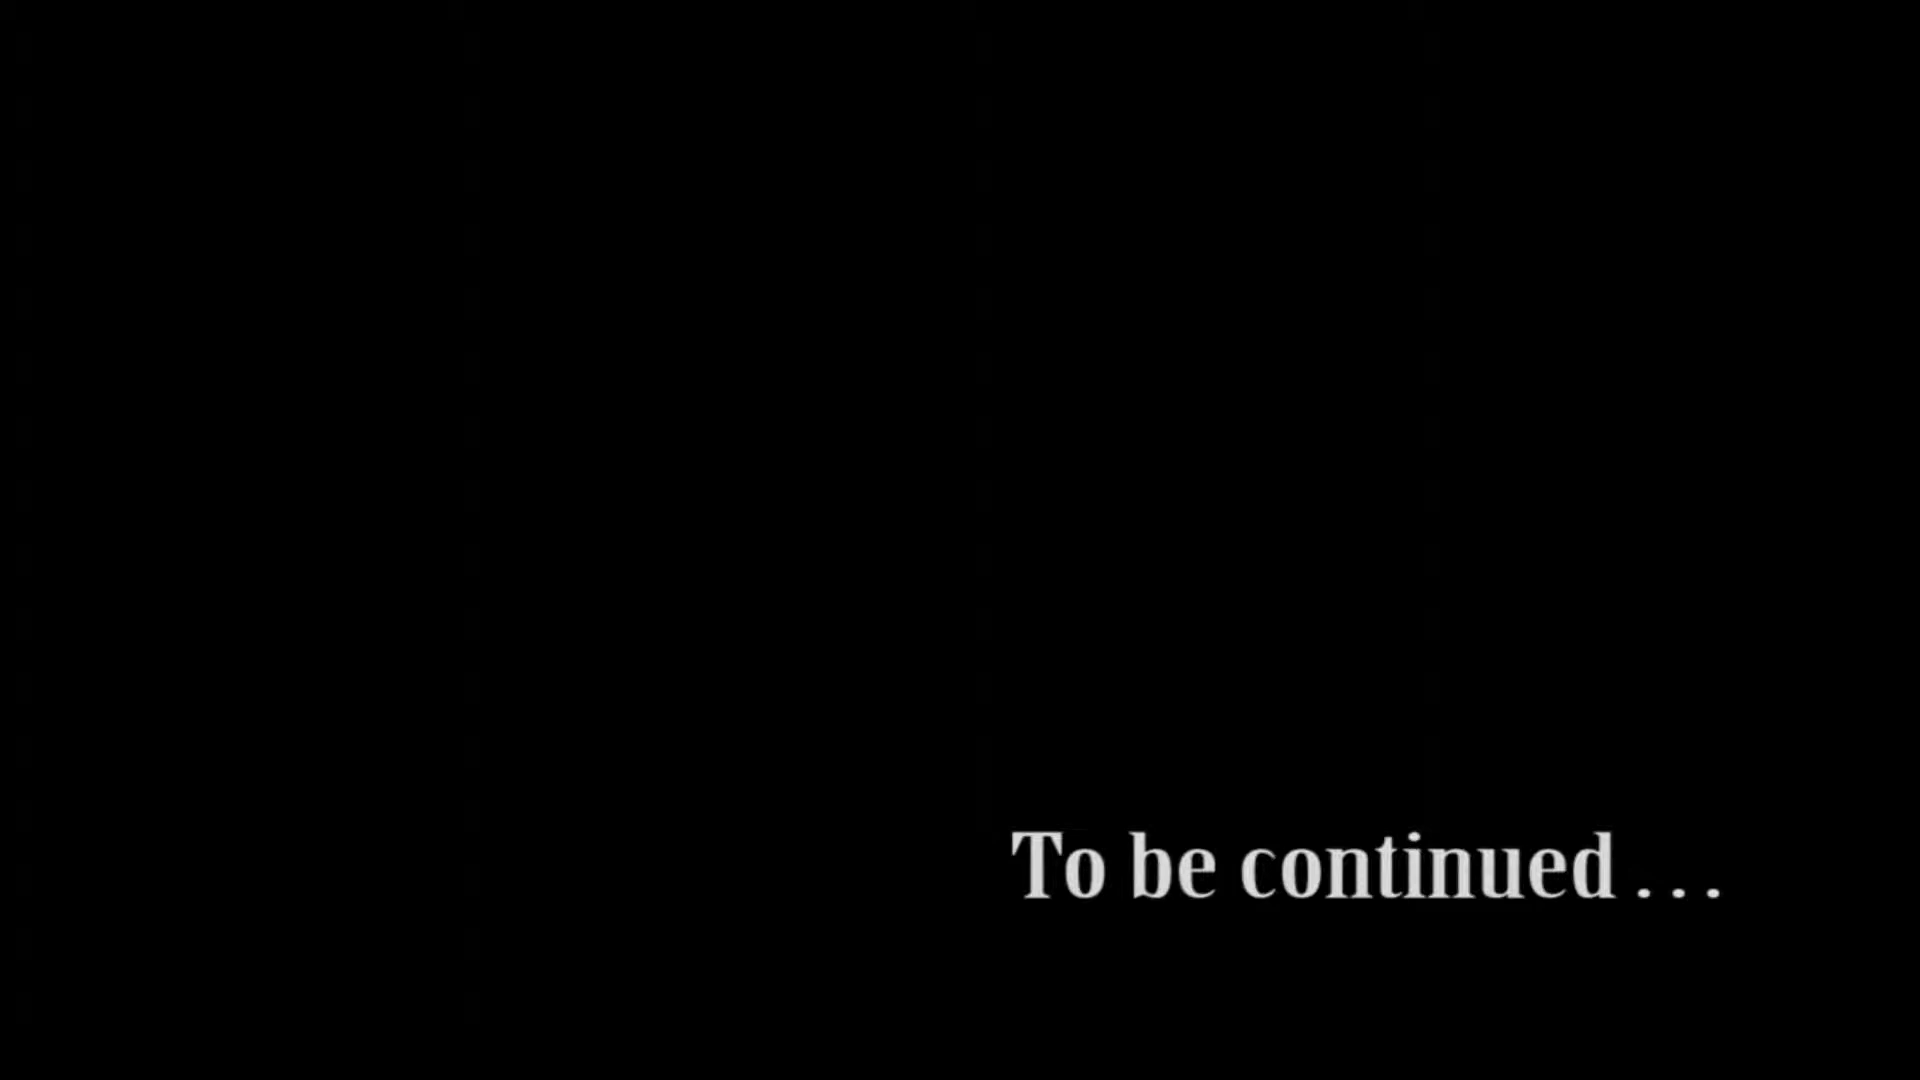 To be continued . . .